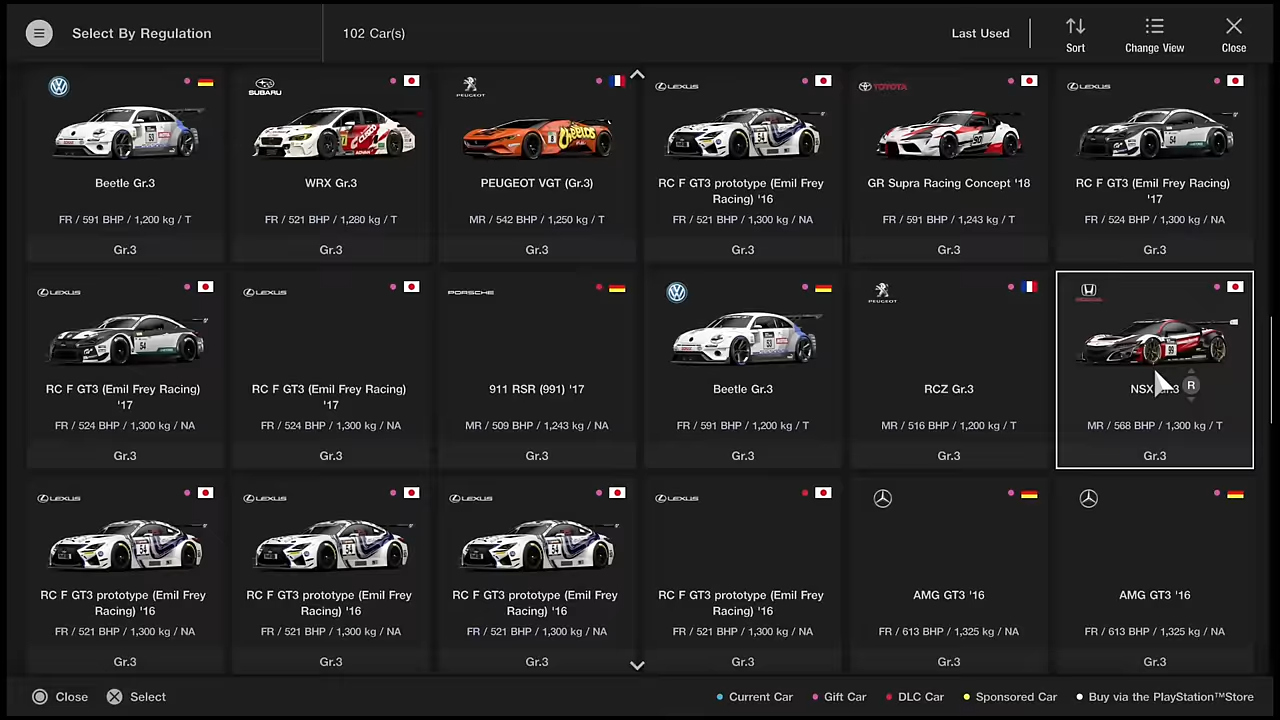 Select By Regulation
102 Car(s)
Last Used
Sort
Change View
Close
SUBARU
PEUGEOT
LEXUS
TOYOTA
LEXUS
Cheetos
Beetle Gr.3
WRX Gr.3
PEUGEOT VGT (Gr.3)
RC F GT3 prototype (Emil Frey
Racing) '16
GR Supra Racing Concept '18
RC F GT3 (Emil Frey Racing)
'17
FR / 591 BHP / 1,200 kg / T
FR / 521 BHP / 1,280 kg / T
MR / 542 BHP / 1,250 kg / T
FR / 521 BHP / 1,300 kg / NA
FR / 591 BHP / 1,243 kg / T
FR / 524 BHP / 1,300 kg / NA
Gr.3
Gr.3
Gr.3
Gr.3
Gr.3
Gr.3
LEXUS
LEXUS
PORSCHE
PEUGEOT
HONDA
RC F GT3 (Emil Frey Racing)
'17
RC F GT3 (Emil Frey Racing)
'17
911 RSR (991) '17
Beetle Gr.3
RCZ Gr.3
NSX
R
FR / 524 BHP / 1,300 kg / NA
FR / 524 BHP / 1,300 kg / NA
MR / 509 BHP / 1,243 kg / NA
FR / 591 BHP / 1,200 kg / T
MR / 516 BHP / 1,200 kg / T
MR / 568 BHP / 1,300 kg / T
Gr.3
Gr.3
Gr.3
Gr.3
Gr.3
Gr.3
LEXUS
LEXUS
LEXUS
LEXUS
RC F GT3 prototype (Emil Frey
Racing) '16
RC F GT3 prototype (Emil Frey
Racing) '16
RC F GT3 prototype (Emil Frey
Racing) '16
RC F GT3 prototype (Emil Frey
Racing) '16
AMG GT3 '16
AMG GT3 '16
FR / 521 BHP / 1,300 kg / NA
FR / 521 BHP / 1,300 kg / NA
FR / 521 BHP / 1,300 kg / NA
FR / 521 BHP / 1,300 kg / NA
FR / 613 BHP / 1,325 kg / NA
FR / 613 BHP / 1,325 kg / NA
Gr.3
Gr.3
Gr.3
Gr.3
Gr.3
Gr.3
Close
Select
Current Car
Gift Car
DLC Car
Sponsored Car
Buy via the PlayStation™Store